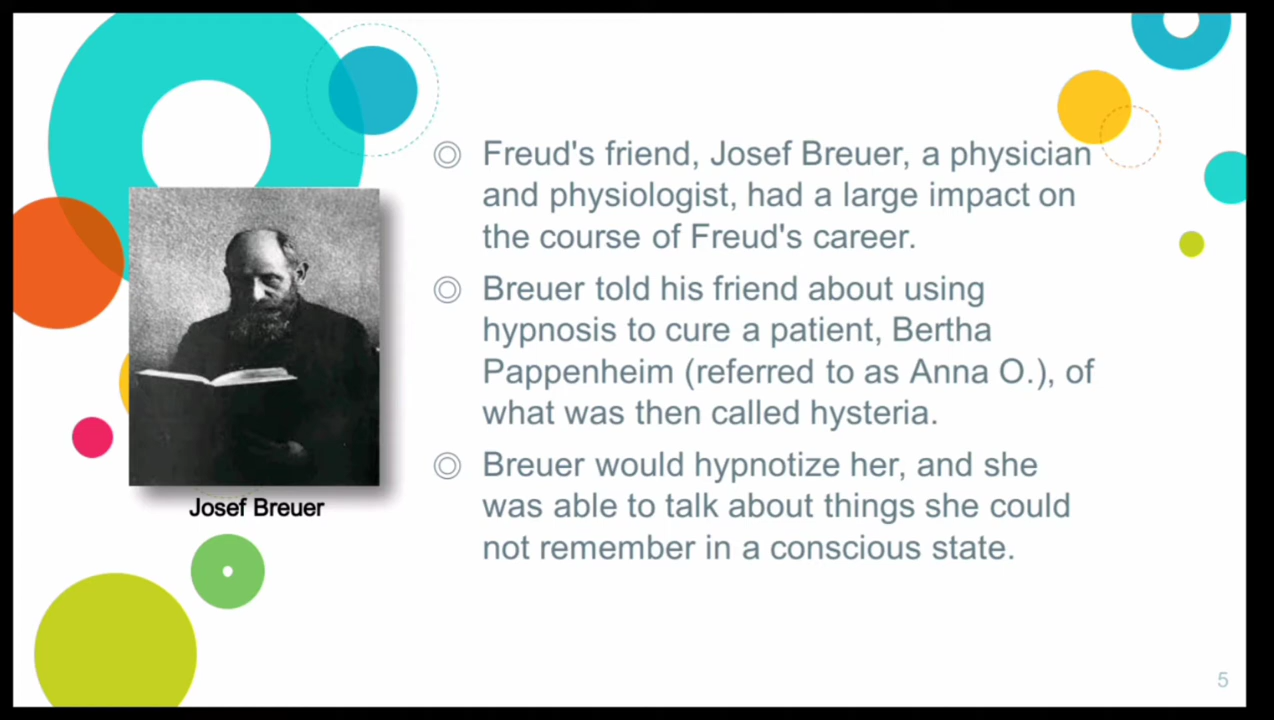 Freud's friend, Josef Breuer, a physician
and physiologist, had a large impact on
the course of Freud's career.
Breuer told his friend about using
hypnosis to cure a patient, Bertha
Pappenheim (referred to as Anna O.), of
what was then called hysteria.
Breuer would hypnotize her, and she
was able to talk about things she could
not remember in a conscious state.
Josef Breuer
5